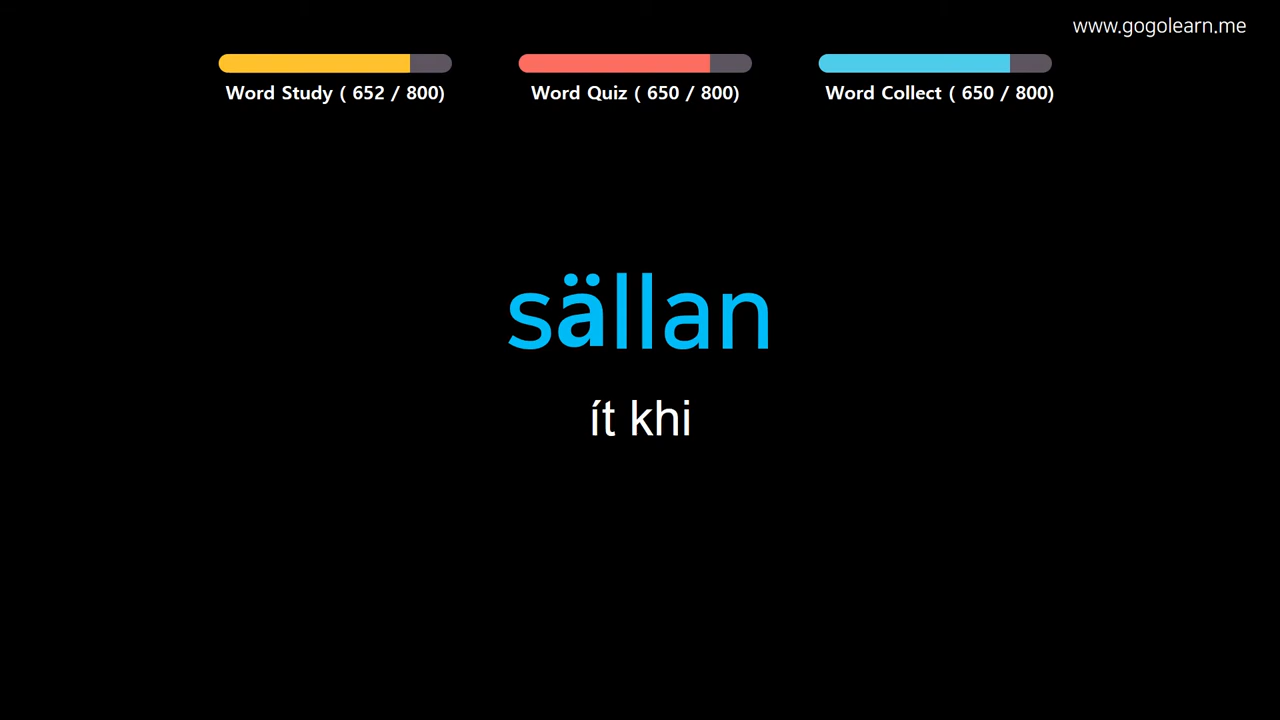 www.gogolearn.me
Word Study ( 652 / 800)
Word Quiz ( 650 / 800)
Word Collect ( 650 / 800)
sällan
ít khi